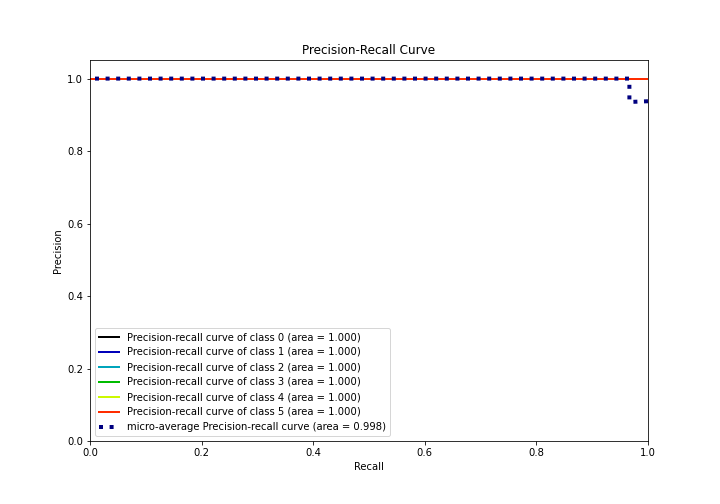 Precision-Recall Curve
1.0
0.8
0.6
0.4
0.2
0.0
Precision
Precision-recall curve of class 0 (area = 1.000)
Precision-recall curve of class 1 (area = 1.000)
Precision-recall curve of class 2 (area = 1.000)
Precision-recall curve of class 3 (area = 1.000)
Precision-recall curve of class 4 (area = 1.000)
Precision-recall curve of class 5 (area = 1.000)
micro-average Precision-recall curve (area = 0.998)
0.0 0.2 0.4 0.6 0.8 1.0
Recall